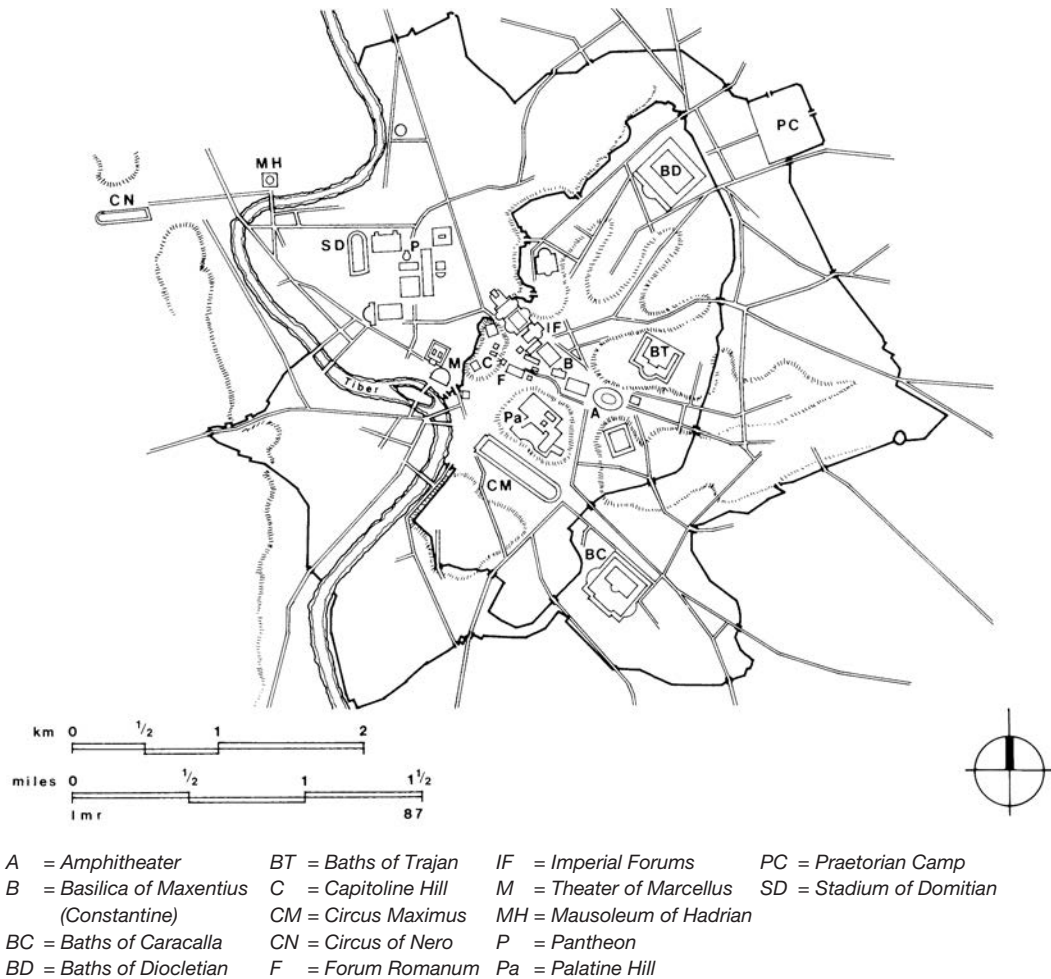 PC
BD
MH
CN
SD
P
IF
BT
M
C
B
F
Tiber
A
Pa
CM
BC
km 0 1/2 1 2
miles 0 1/2 1 1 1/2
lmr 87
A = Amphitheater
B = Basilica of Maxentius
(Constantine)
BC = Baths of Caracalla
BD = Baths of Diocletian
BT = Baths of Trajan
C = Capitoline Hill
CM = Circus Maximus
CN = Circus of Nero
F = Forum Romanum
IF = Imperial Forums
M = Theater of Marcellus
MH = Mausoleum of Hadrian
P = Pantheon
Pa = Palatine Hill
PC = Praetorian Camp
SD = Stadium of Domitian